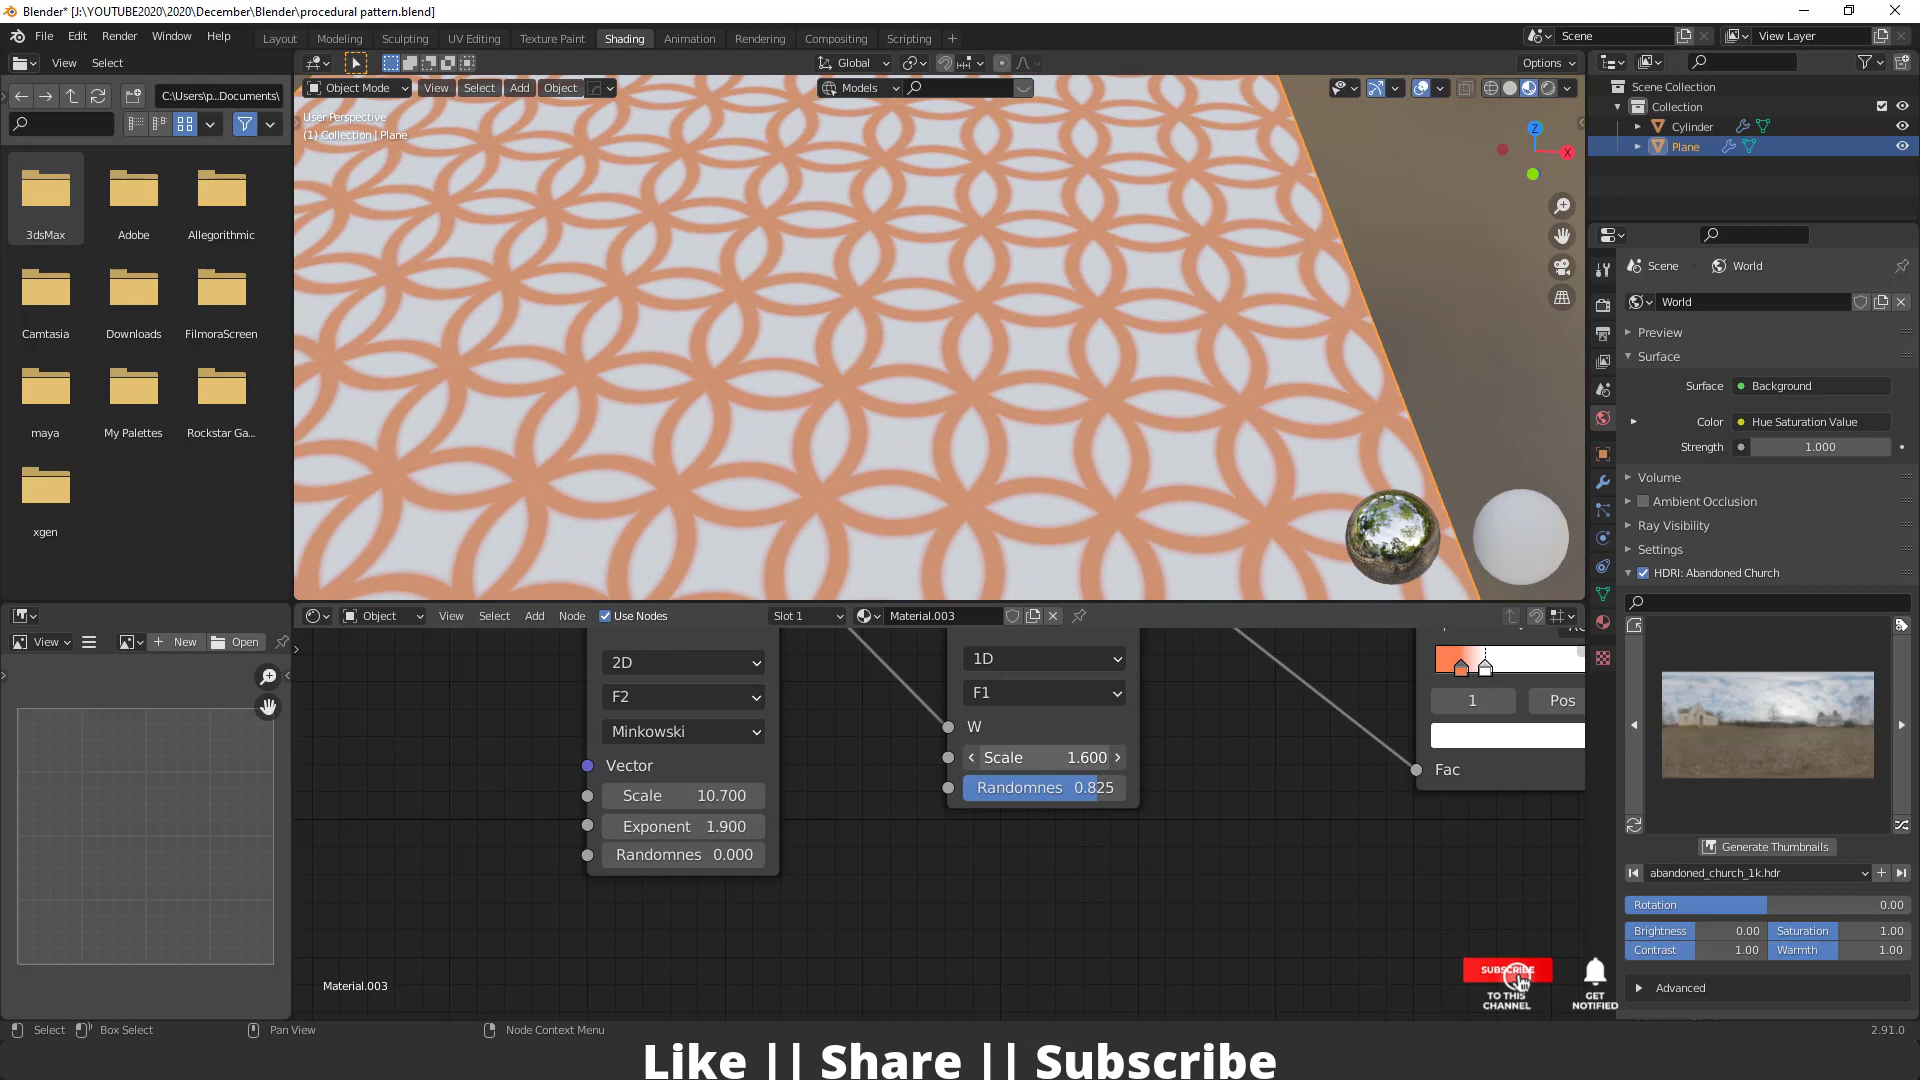 Blender* [J:\YOUTUBE2020\2020\December\Blender\procedural pattern.blend]
File Edit Render Window Help
Layout Modeling Sculpting UV Editing Texture Paint Shading Animation Rendering Compositing Scripting
Scene View Layer
View Select
Global Options
C:\Users\p...Documents\
Object Mode View Select Add Object Models
User Perspective
(1) Collection | Plane
Z
X
3dsMax Adobe Allegorithmic
Camtasia Downloads FilmoraScreen
maya My Palettes Rockstar Ga...
xgen
Scene Collection
Collection
Cylinder
Plane
Scene World
World
Preview
Surface
Surface Background
Color Hue Saturation Value
Strength 1.000
Volume
Ambient Occlusion
Ray Visibility
Settings
HDRI: Abandoned Church
Generate Thumbnails
abandoned_church_1k.hdr
Rotation 0.00
Brightness 0.00 Saturation 1.00
Contrast 1.00 Warmth 1.00
Advanced
View New Open
Object View Select Add Node Use Nodes Slot 1 Material.003
2D
F2
Minkowski
Vector
Scale 10.700
Exponent 1.900
Randomnes 0.000
1D
F1
W
Scale 1.600
Randomnes 0.825
1 Pos
Fac
Material.003
SUBSCRIBE
TO THIS
CHANNEL
GET
NOTIFIED
Select Box Select Pan View Node Context Menu 2.91.0
Like || Share || Subscribe